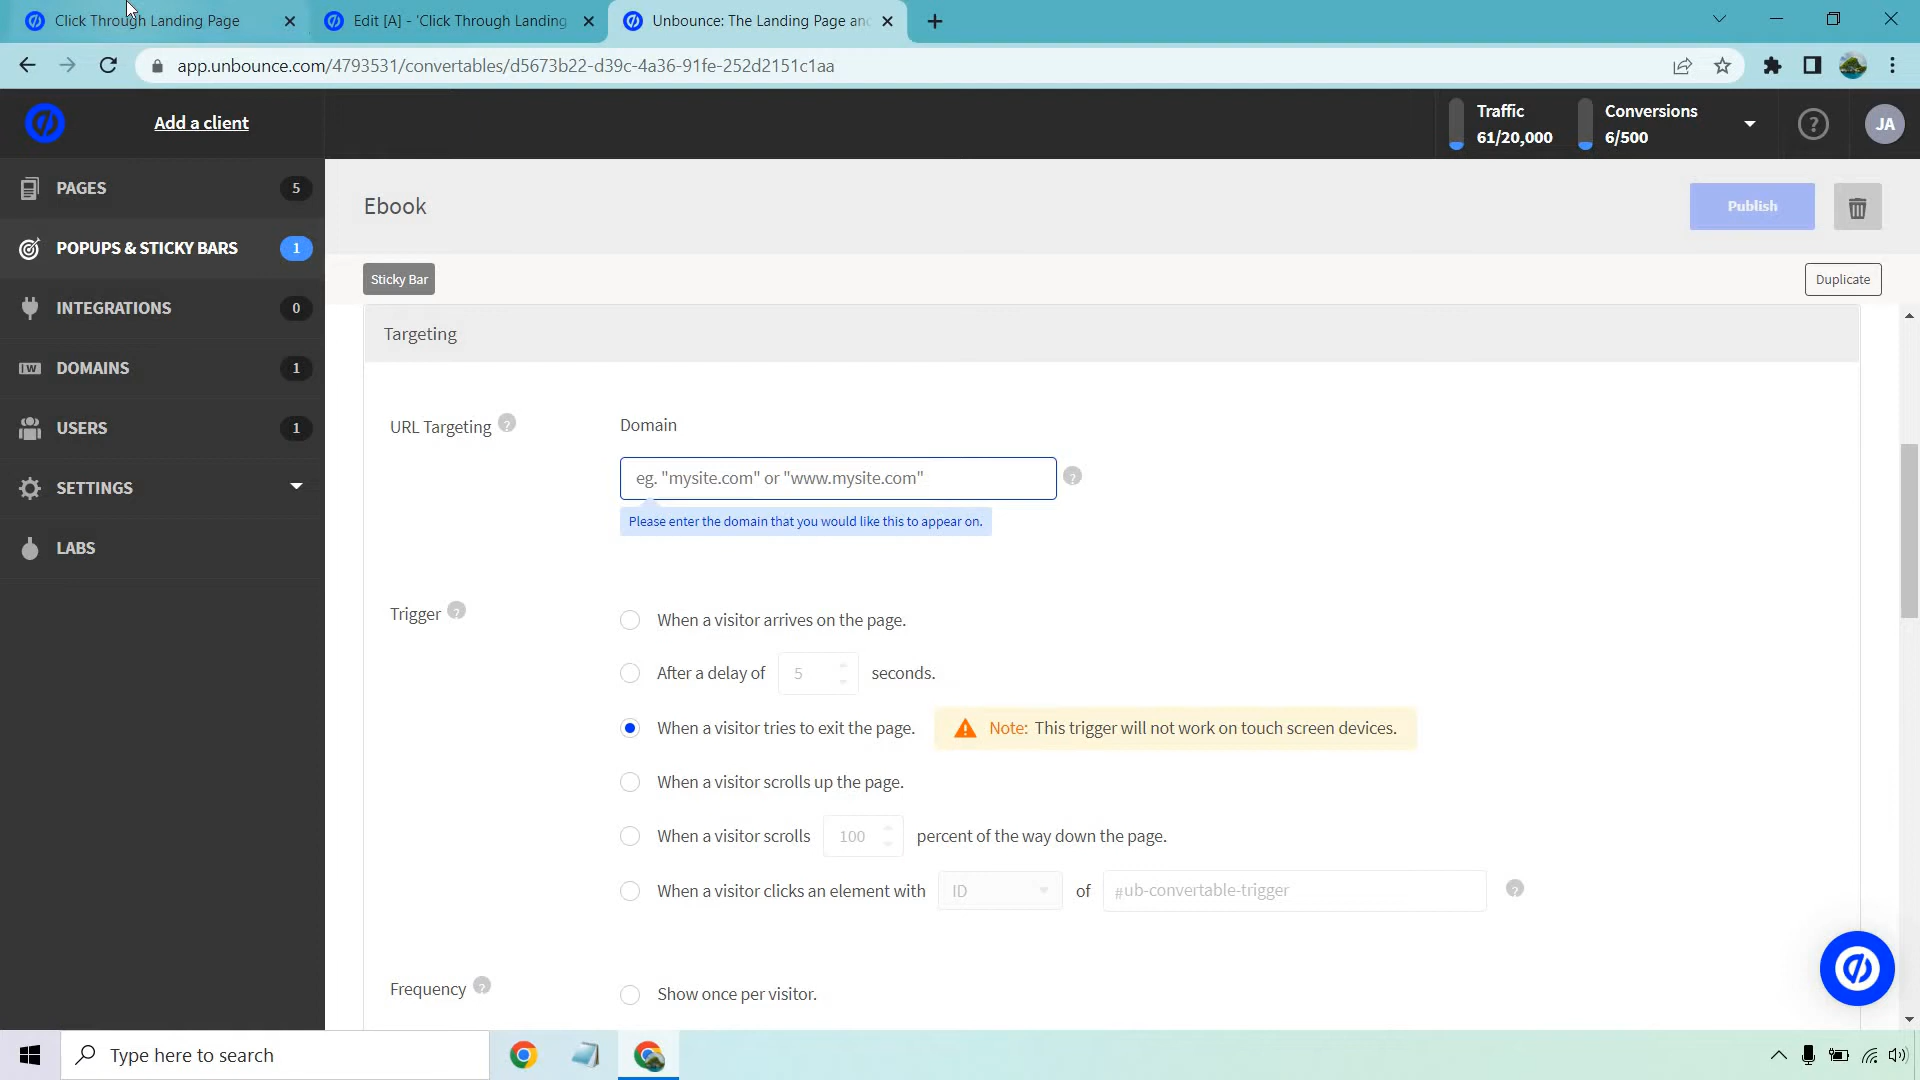 Click Through Landing Page
Edit [A] - 'Click Through Landing
Unbounce: The Landing Page an
app.unbounce.com/4793531/convertables/d5673b22-d39c-4a36-91fe-252d2151c1aa
Add a client
Traffic
61/20,000
Conversions
6/500
?
JA
PAGES
5
POPUPS & STICKY BARS
1
INTEGRATIONS
0
DOMAINS
1
USERS
1
SETTINGS
LABS
Ebook
Publish
Sticky Bar
Duplicate
Targeting
URL Targeting ?
Domain
eg. "mysite.com" or "www.mysite.com" ?
Please enter the domain that you would like this to appear on.
Trigger ?
When a visitor arrives on the page.
After a delay of 5 seconds.
When a visitor tries to exit the page. Note: This trigger will not work on touch screen devices.
When a visitor scrolls up the page.
When a visitor scrolls 100 percent of the way down the page.
When a visitor clicks an element with ID of #ub-convertable-trigger ?
Frequency ?
Show once per visitor.
Type here to search